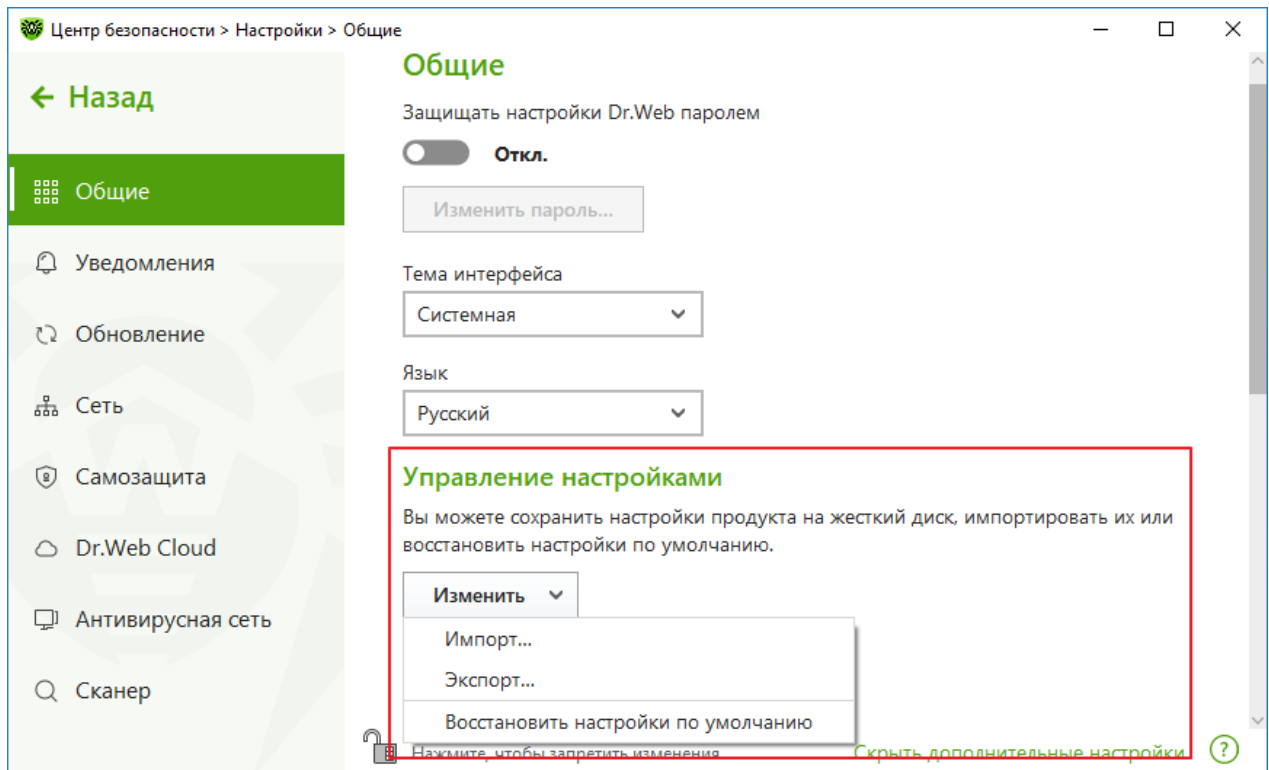 Центр безопасности > Настройки > Общие
Назад
Общие
Уведомления
Обновление
Сеть
Самозащита
Dr.Web Cloud
Антивирусная сеть
Сканер
Общие
Защищать настройки Dr.Web паролем
Откл.
Изменить пароль...
Тема интерфейса
Системная
Язык
Русский
Управление настройками
Вы можете сохранить настройки продукта на жесткий диск, импортировать их или
восстановить настройки по умолчанию.
Изменить
Импорт...
Экспорт...
Восстановить настройки по умолчанию
Нажмите, чтобы запретить изменения
Скрыть дополнительные настройки
?